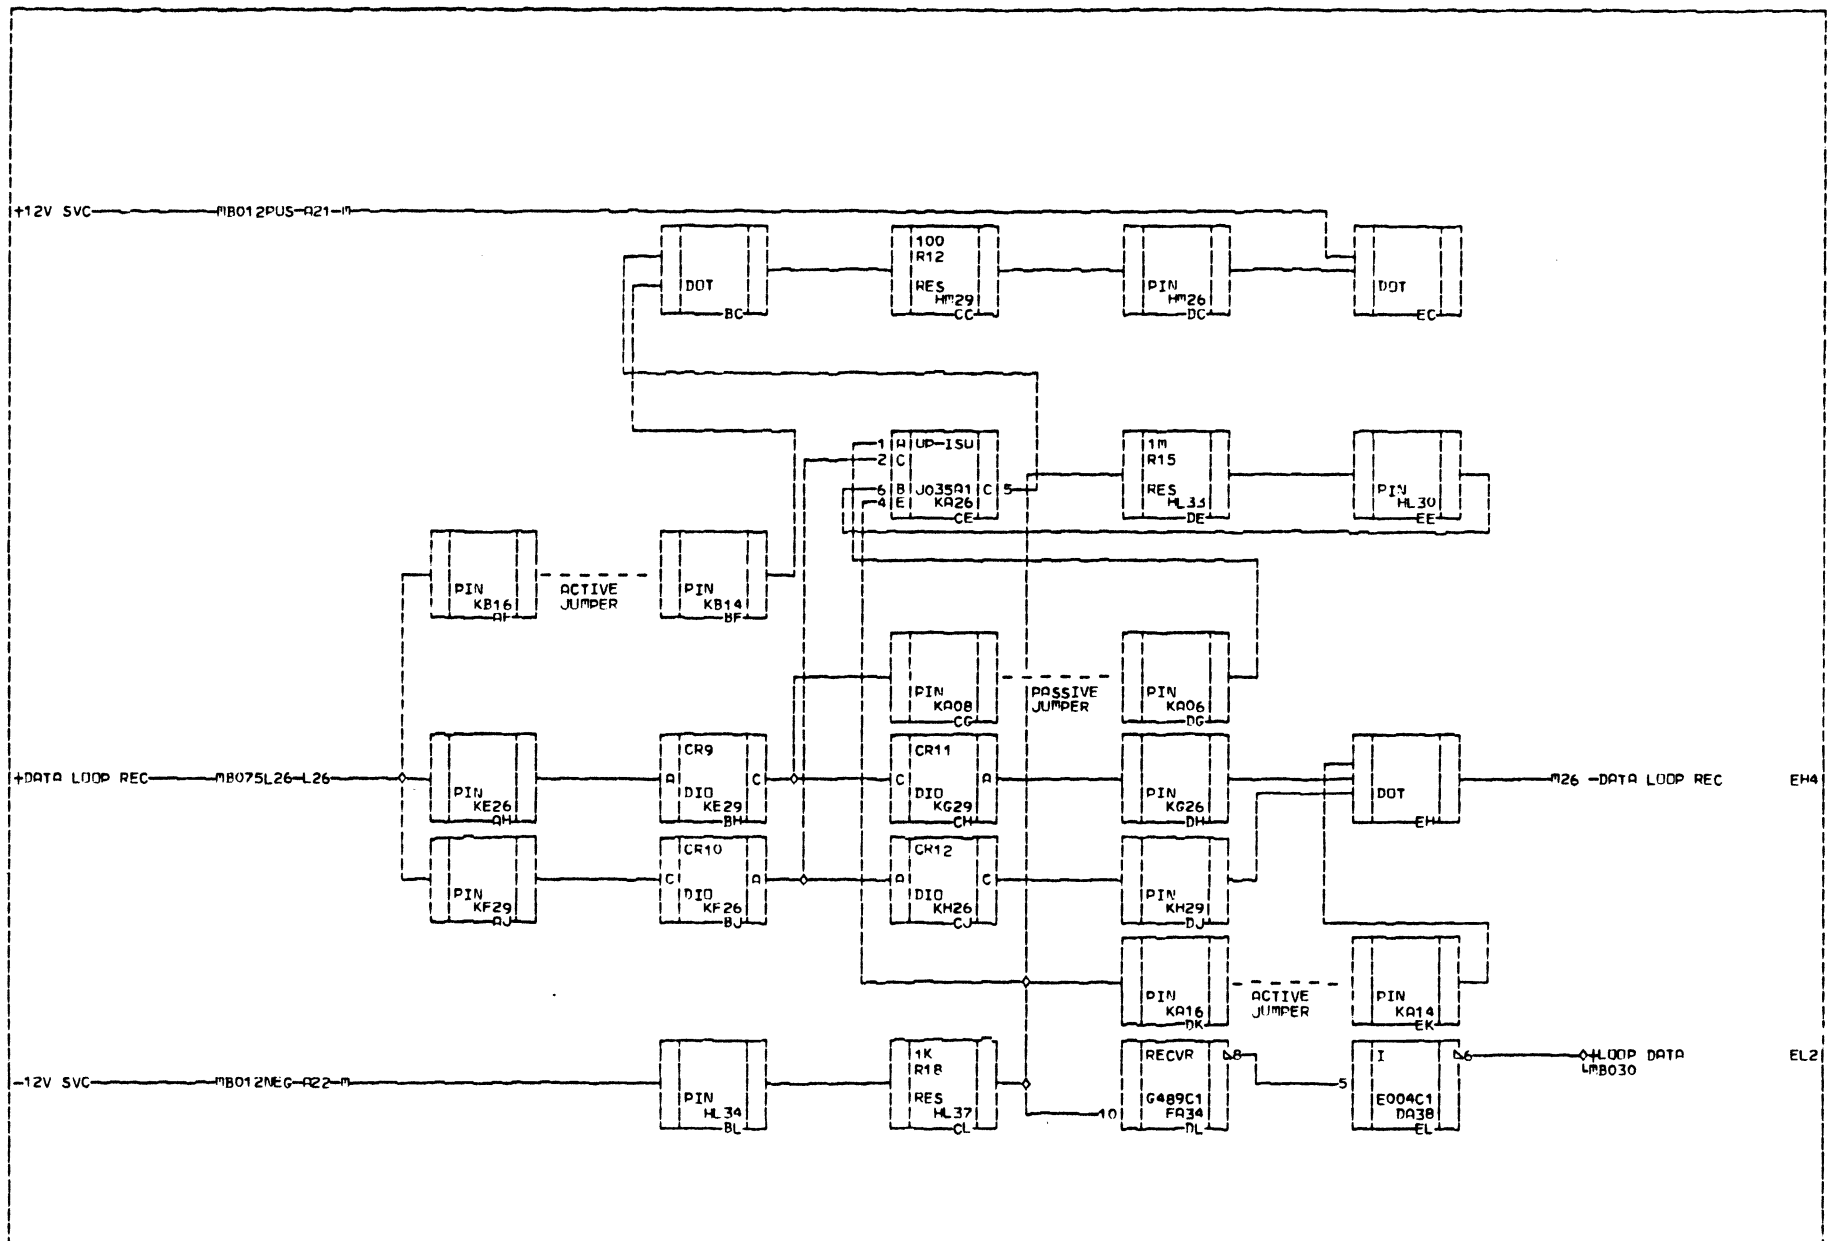 +12V SVC MB012PUS-A21-M
DOT
BC
100
R12
RES
HM29
CC
PIN
HM26
DC
DOT
EC
1 A UP-ISU
2 C
6 B J035A1 C 5
4 E KA26
CE
1M
R15
RES
HL33
DE
PIN
HL30
EE
PIN
KB16
AF
ACTIVE
JUMPER
PIN
KB14
BF
PIN
KA08
CG
PASSIVE
JUMPER
PIN
KA06
DG
+DATA LOOP REC MB075L26-L26
PIN
KE26
AH
CR9
A C
DIO
KE29
BH
CR11
C A
DIO
KG29
CH
PIN
KG26
DH
DOT
EH
M26 -DATA LOOP REC EH4
PIN
KF29
AJ
CR10
C A
DIO
KF26
BJ
CR12
A C
DIO
KH26
CJ
PIN
KH29
DJ
PIN
KA16
DK
ACTIVE
JUMPER
PIN
KA14
EK
-12V SVC MB012NEG-A22-M
PIN
HL34
BL
1K
R18
RES
HL37
CL
RECVR 8
10 G489C1
FA34
DL
I 6
5
E004C1
DA38
EL
+LOOP DATA EL2
MB030